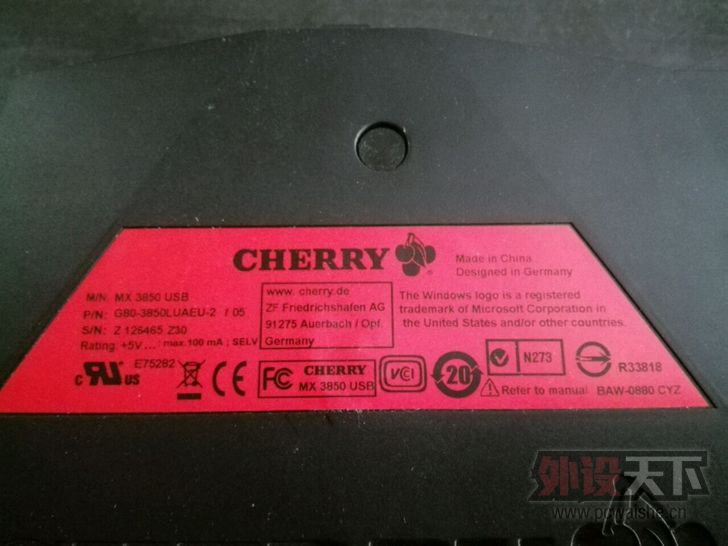 CHERRY
Made in China
Designed in Germany
M/N: MX 3850 USB
P/N: G80-3850LUAEU-2 / 05
S/N: Z 126465 Z30
Rating: +5V ; max.100 mA ; SELV
www. cherry.de
ZF Friedrichshafen AG
91275 Auerbach / Opf.
Germany
The Windows logo is a registered
trademark of Microsoft Corporation in
the United States and/or other countries.
c RU US
E75282
CE
FC
CHERRY
MX 3850 USB
VCI
20
N273
R33818
Refer to manual BAW-0880 CYZ
外设天下